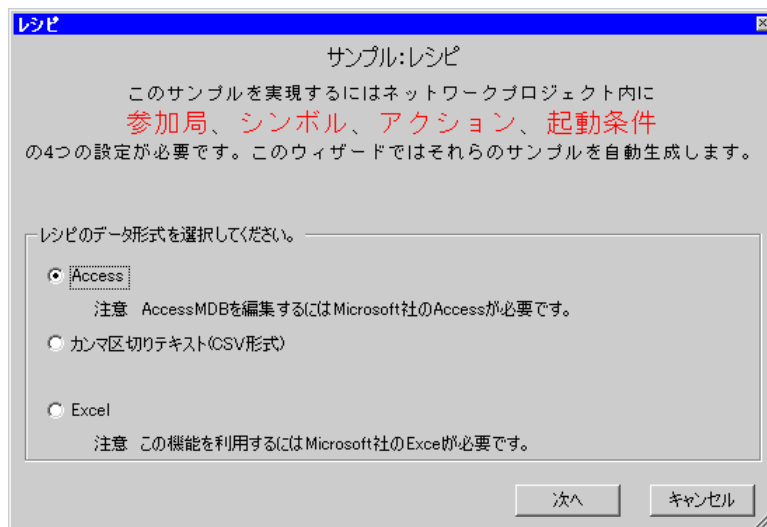 レシピ
サンプル:レシピ
このサンプルを実現するにはネットワークプロジェクト内に
参加局、シンボル、アクション、起動条件
の4つの設定が必要です。このウィザードではそれらのサンプルを自動生成します。
レシピのデータ形式を選択してください。
Access
注意 AccessMDBを編集するにはMicrosoft社のAccessが必要です。
カンマ区切りテキスト(CSV形式)
Excel
注意 この機能を利用するにはMicrosoft社のExcelが必要です。
次へ キャンセル